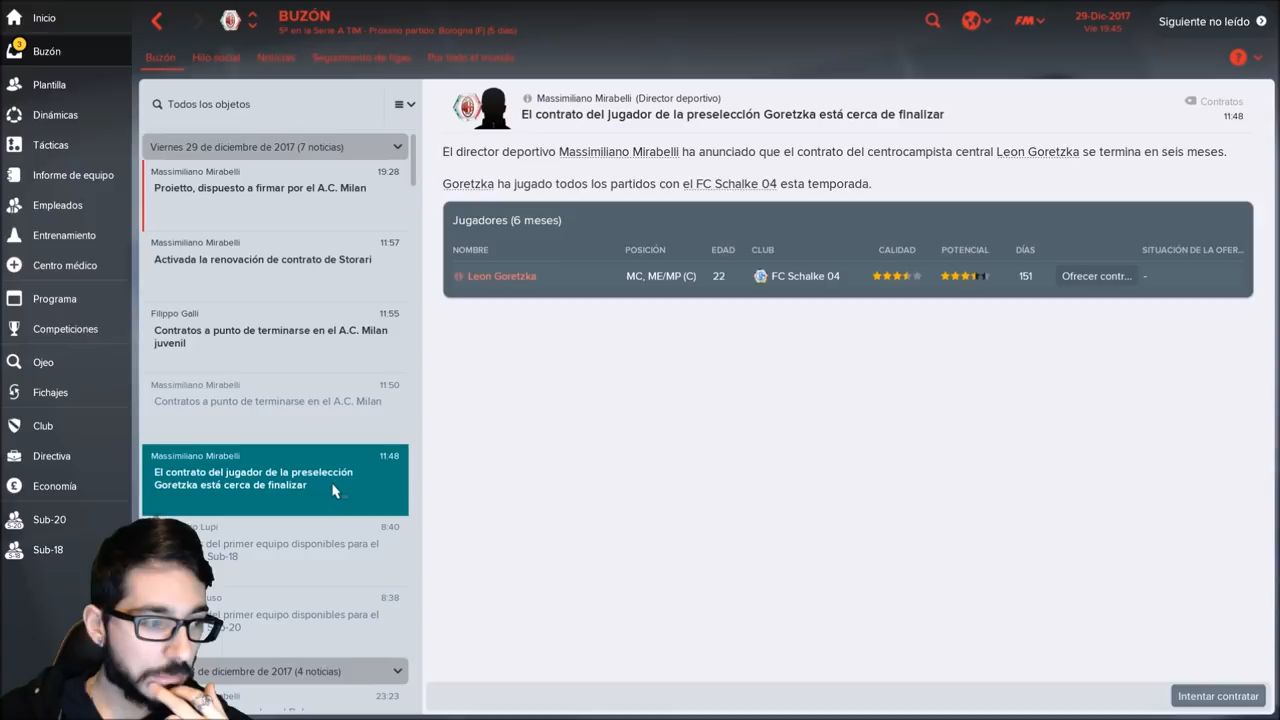 Inicio
3
Buzón
Plantilla
Dinámicas
Tácticas
Informe de equipo
Empleados
Entrenamiento
Centro médico
Programa
Competiciones
Ojeo
Fichajes
Club
Directiva
Economía
Sub-20
Sub-18
BUZÓN
5º en la Serie A TIM - Próximo partido: Bologna (F) (5 días)
FM
29-Dic-2017
Vie 19:45
Siguiente no leído
Buzón Hilo social Noticias Seguimiento de ligas Por todo el mundo
Todos los objetos
Viernes 29 de diciembre de 2017 (7 noticias)
Massimiliano Mirabelli 19:28
Proietto, dispuesto a firmar por el A.C. Milan
Massimiliano Mirabelli 11:57
Activada la renovación de contrato de Storari
Filippo Galli 11:55
Contratos a punto de terminarse en el A.C. Milan
juvenil
Massimiliano Mirabelli 11:50
Contratos a punto de terminarse en el A.C. Milan
Massimiliano Mirabelli 11:48
El contrato del jugador de la preselección
Goretzka está cerca de finalizar
Lupi 8:40
del primer equipo disponibles para el
Sub-18
8:38
del primer equipo disponibles para el
de diciembre de 2017 (4 noticias)
23:23
Massimiliano Mirabelli (Director deportivo)
El contrato del jugador de la preselección Goretzka está cerca de finalizar
Contratos
11:48
El director deportivo Massimiliano Mirabelli ha anunciado que el contrato del centrocampista central Leon Goretzka se termina en seis meses.
Goretzka ha jugado todos los partidos con el FC Schalke 04 esta temporada.
Jugadores (6 meses)
NOMBRE POSICIÓN EDAD CLUB CALIDAD POTENCIAL DÍAS SITUACIÓN DE LA OFER...
Leon Goretzka MC, ME/MP (C) 22 FC Schalke 04 151 Ofrecer contr... -
Intentar contratar